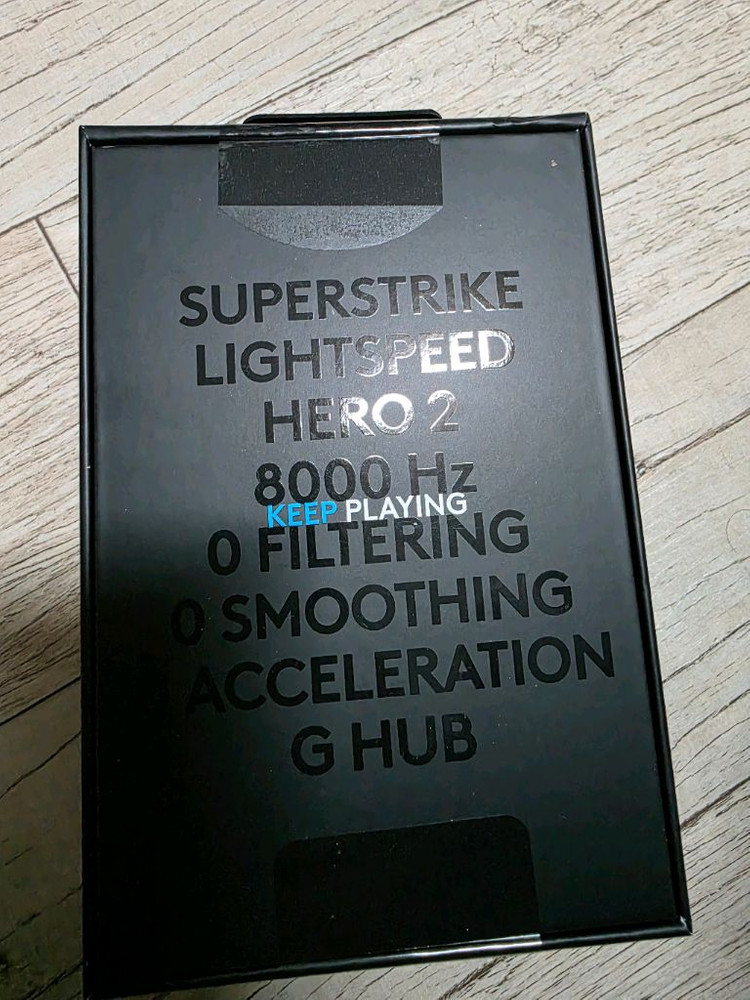 SUPERSTRIKE
LIGHTSPEED
HERO 2
8000 Hz
KEEP PLAYING
0 FILTERING
0 SMOOTHING
ACCELERATION
G HUB